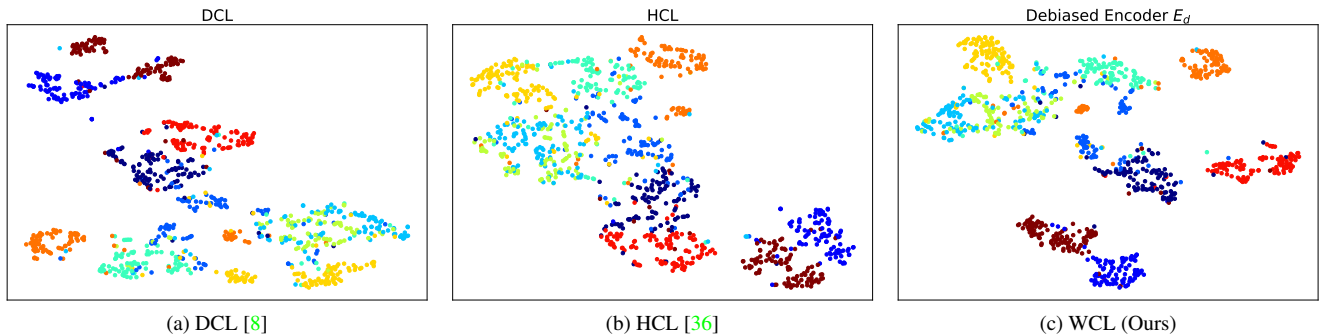 DCL
HCL
Debiased Encoder E_d
(a) DCL [8]
(b) HCL [36]
(c) WCL (Ours)